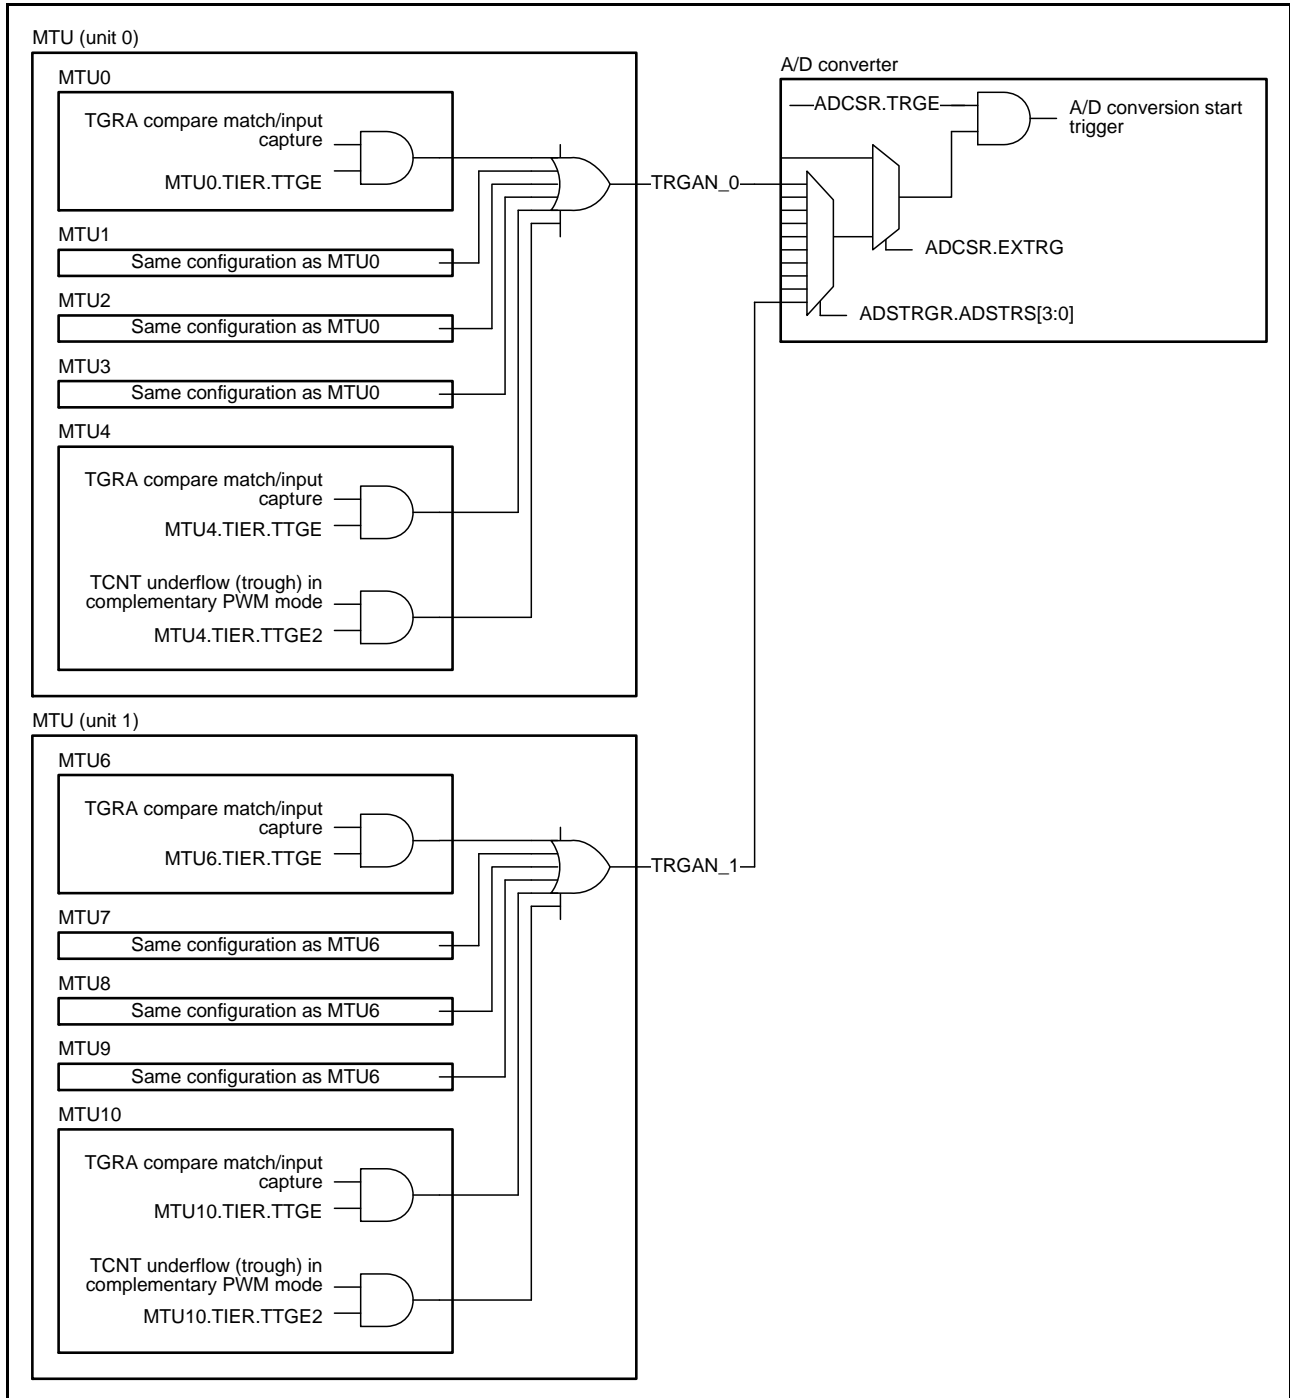 MTU (unit 0)
MTU0
TGRA compare match/input
capture
MTU0.TIER.TTGE
MTU1
Same configuration as MTU0
MTU2
Same configuration as MTU0
MTU3
Same configuration as MTU0
MTU4
TGRA compare match/input
capture
MTU4.TIER.TTGE
TCNT underflow (trough) in
complementary PWM mode
MTU4.TIER.TTGE2
TRGAN_0
A/D converter
ADCSR.TRGE
A/D conversion start
trigger
ADCSR.EXTRG
ADSTRGR.ADSTRS[3:0]
MTU (unit 1)
MTU6
TGRA compare match/input
capture
MTU6.TIER.TTGE
MTU7
Same configuration as MTU6
MTU8
Same configuration as MTU6
MTU9
Same configuration as MTU6
MTU10
TGRA compare match/input
capture
MTU10.TIER.TTGE
TCNT underflow (trough) in
complementary PWM mode
MTU10.TIER.TTGE2
TRGAN_1